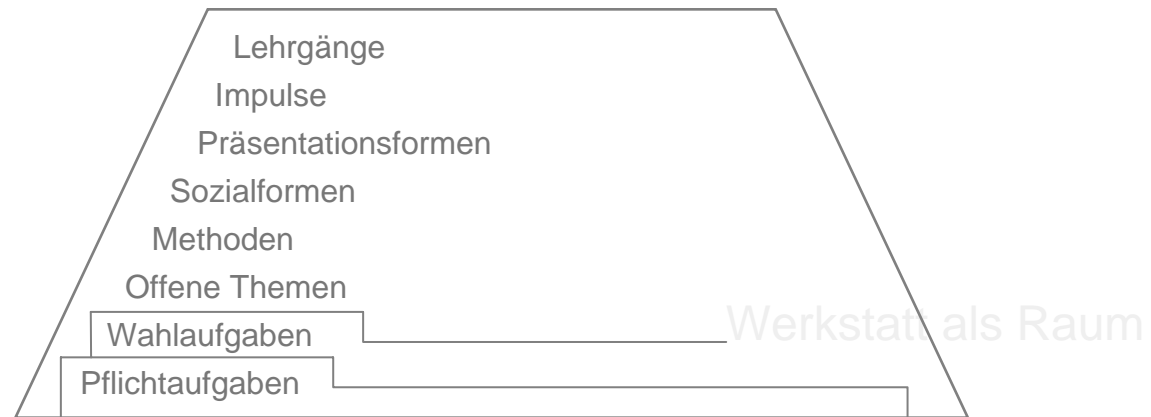 Lehrgänge
Impulse
Präsentationsformen
Sozialformen
Methoden
Offene Themen
Werkstatt als Raum
Wahlaufgaben
Pflichtaufgaben